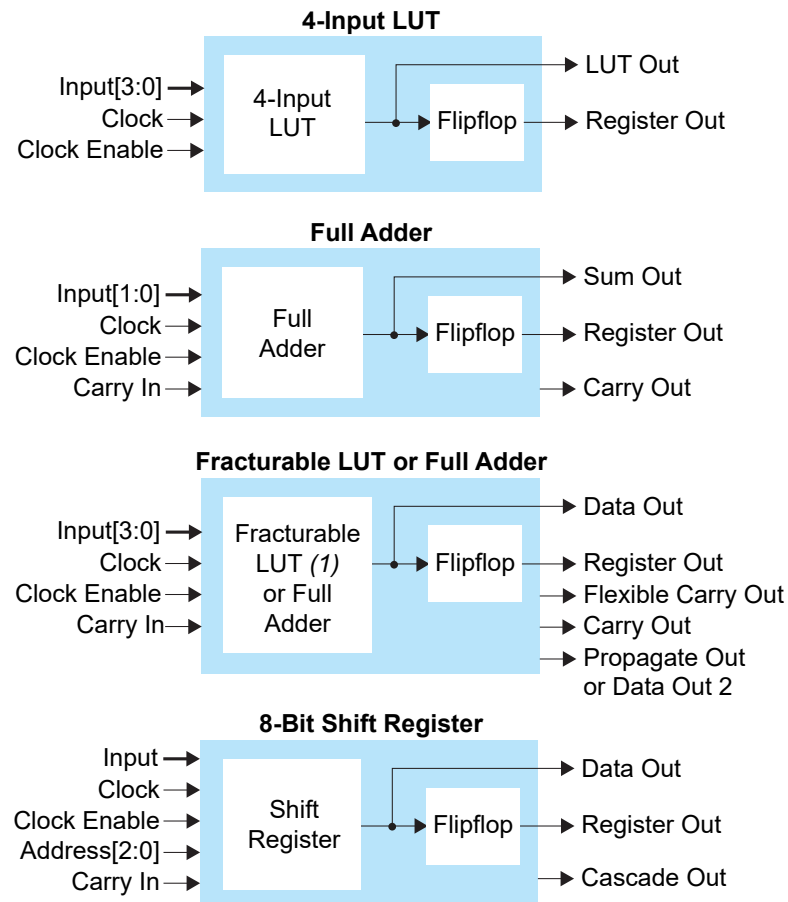 4-Input LUT
Input[3:0]
Clock
Clock Enable
4-Input
LUT
Flipflop
LUT Out
Register Out
Full Adder
Input[1:0]
Clock
Clock Enable
Carry In
Full
Adder
Flipflop
Sum Out
Register Out
Carry Out
Fracturable LUT or Full Adder
Input[3:0]
Clock
Clock Enable
Carry In
Fracturable
LUT (1)
or Full
Adder
Flipflop
Data Out
Register Out
Flexible Carry Out
Carry Out
Propagate Out
or Data Out 2
8-Bit Shift Register
Input
Clock
Clock Enable
Address[2:0]
Carry In
Shift
Register
Flipflop
Data Out
Register Out
Cascade Out